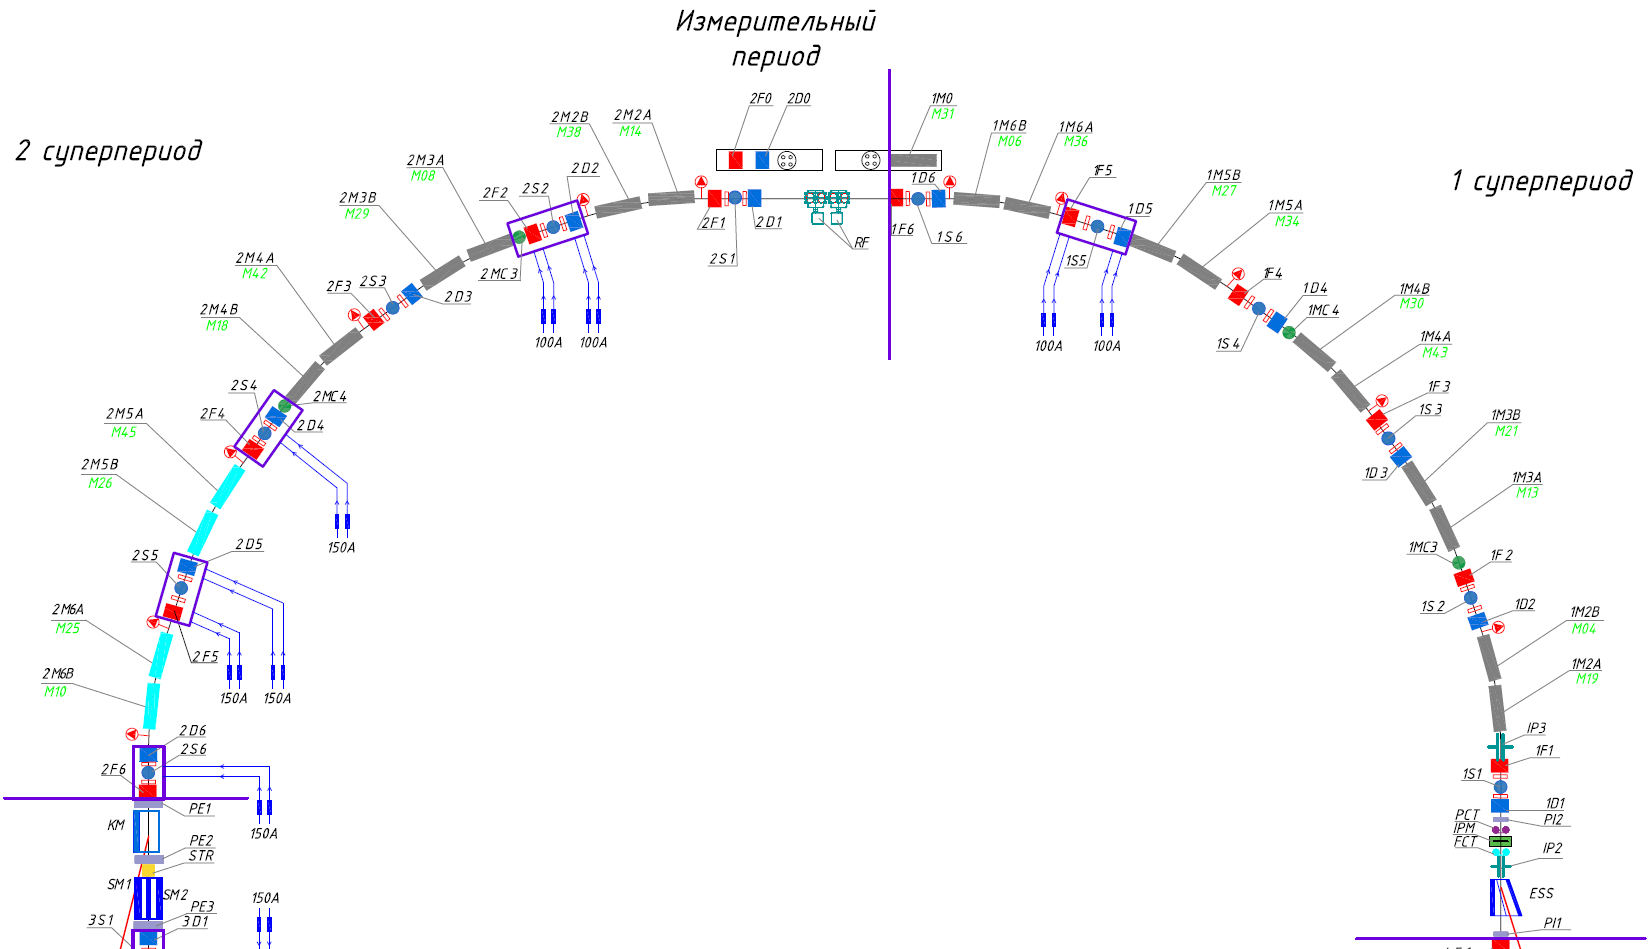 Измерительный
период
2 суперпериод
1 суперпериод
2F0
2D0
1M0
M31
2M2B
M38
2M2A
M14
1M6B
M06
1M6A
M36
2M3A
M08
2F2
2S2
2D2
1D6
1F5
1M5B
M27
2M3B
M29
1D5
1M5A
M34
2F1
2D1
2S1
RF
1F6
1S6
1S5
2MC3
2M4A
M42
2F3
2S3
2D3
1F4
1D4
1MC4
1M4B
M30
2M4B
M18
100A
100A
100A
100A
1S4
1M4A
M43
2S4
2MC4
2F4
2D4
1F3
1S3
2M5A
M45
1M3B
M21
2M5B
M26
1D3
1M3A
M13
150A
2S5
2D5
1MC3
1F2
2M6A
M25
1S2
1D2
1M2B
M04
2F5
2M6B
M10
150A
150A
1M2A
M19
2D6
2S6
2F6
IP3
1F1
1S1
PE1
KM
150A
1D1
PCT
PI2
IPM
FCT
IP2
PE2
STR
SM1
SM2
150A
ESS
PE3
3S1
3D1
PI1